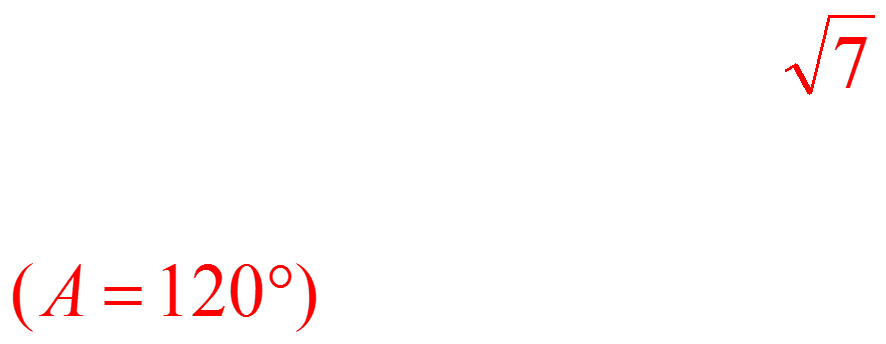 √7
(A = 120°)